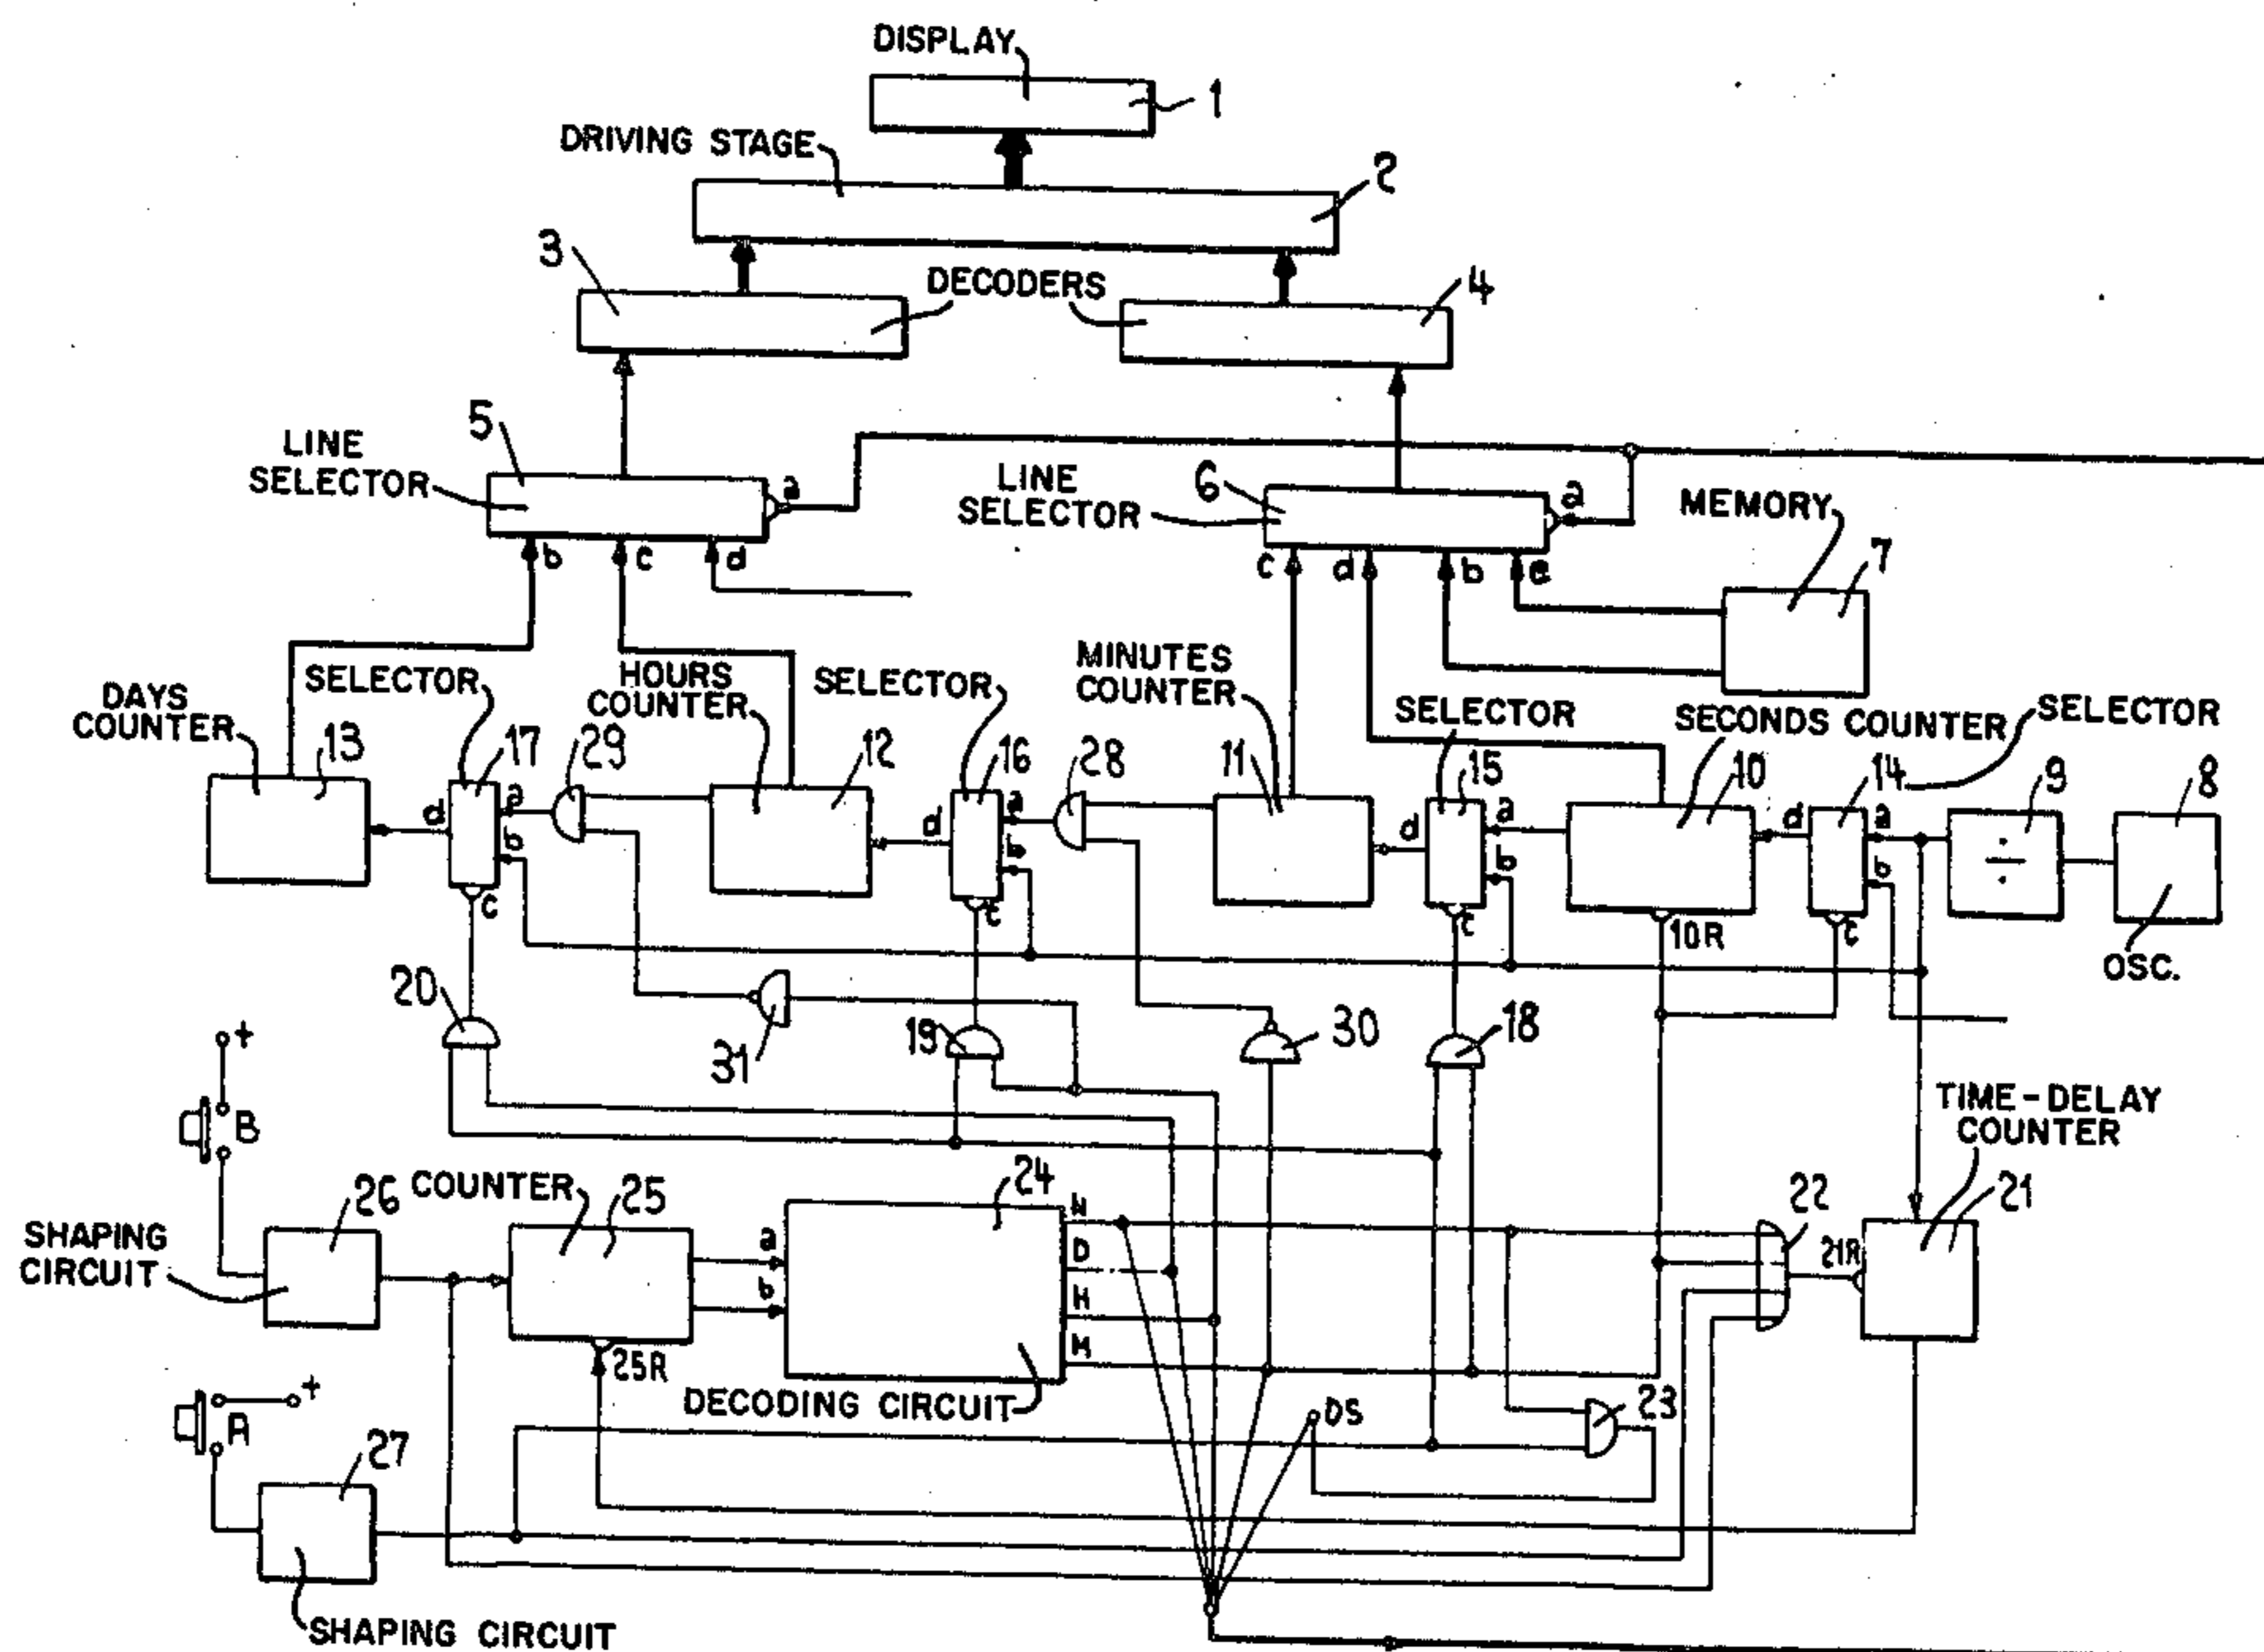 DISPLAY
1
DRIVING STAGE
2
3
DECODERS
4
5
LINE
SELECTOR
a
b
c
d
LINE
SELECTOR
6
a
c
d
b
e
MEMORY
7
DAYS
COUNTER
13
SELECTOR
17
a
b
c
d
29
HOURS
COUNTER
12
SELECTOR
16
a
b
c
d
28
MINUTES
COUNTER
11
SELECTOR
15
a
b
c
d
SECONDS COUNTER
10
10R
SELECTOR
14
a
b
c
d
9
÷
8
OSC.
20
31
19
30
18
+
B
TIME-DELAY
COUNTER
21
21R
22
SHAPING
CIRCUIT
26
COUNTER
25
25R
a
b
24
N
D
H
M
DECODING CIRCUIT
DS
23
+
A
27
SHAPING CIRCUIT